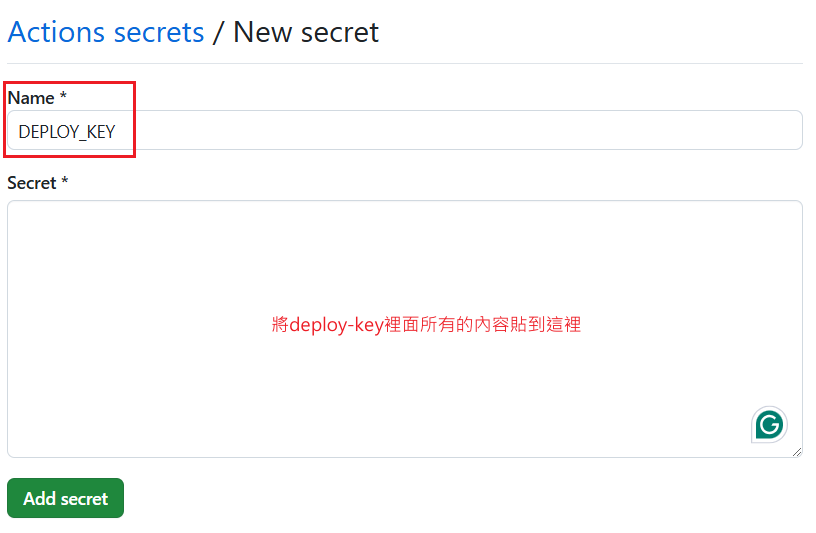 Actions secrets / New secret
Name *
DEPLOY_KEY
Secret *
將deploy-key裡面所有的內容貼到這裡
G
Add secret